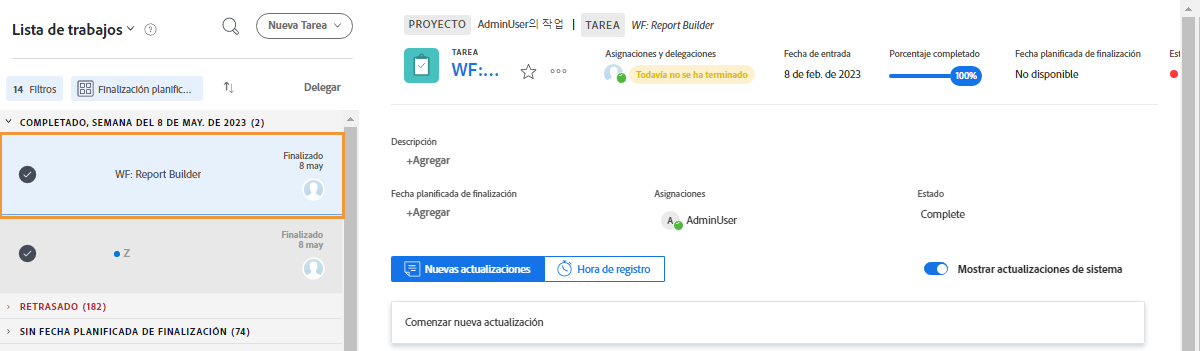 Lista de trabajos
Nueva Tarea
14 Filtros
Finalización planific...
Delegar
COMPLETADO, SEMANA DEL 8 DE MAY. DE 2023 (2)
WF: Report Builder
Finalizado
8 may
Z
Finalizado
8 may
RETRASADO (182)
SIN FECHA PLANIFICADA DE FINALIZACIÓN (74)
PROYECTO AdminUser의 작업 | TAREA WF: Report Builder
TAREA
WF:...
Asignaciones y delegaciones
Todavía no se ha terminado
Fecha de entrada
8 de feb. de 2023
Porcentaje completado
100%
Fecha planificada de finalización
No disponible
Est
Descripción
+Agregar
Fecha planificada de finalización
+Agregar
Asignaciones
A AdminUser
Estado
Complete
Nuevas actualizaciones
Hora de registro
Mostrar actualizaciones de sistema
Comenzar nueva actualización